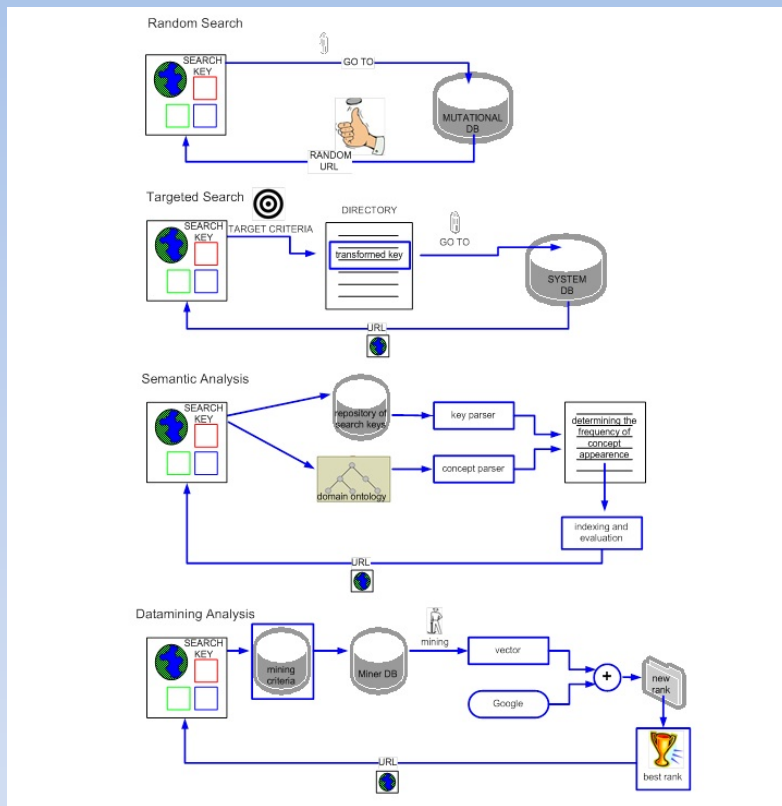 Random Search
SEARCH
KEY
GO TO
MUTATIONAL
DB
RANDOM
URL
Targeted Search
SEARCH
KEY
TARGET CRITERIA
DIRECTORY
transformed key
GO TO
SYSTEM
DB
URL
Semantic Analysis
SEARCH
KEY
repository of
search keys
key parser
determining the
frequency of
concept
appearence
domain ontology
concept parser
indexing and
evaluation
URL
Datamining Analysis
SEARCH
KEY
mining
criteria
Miner DB
mining
vector
Google
+
new
rank
best rank
URL